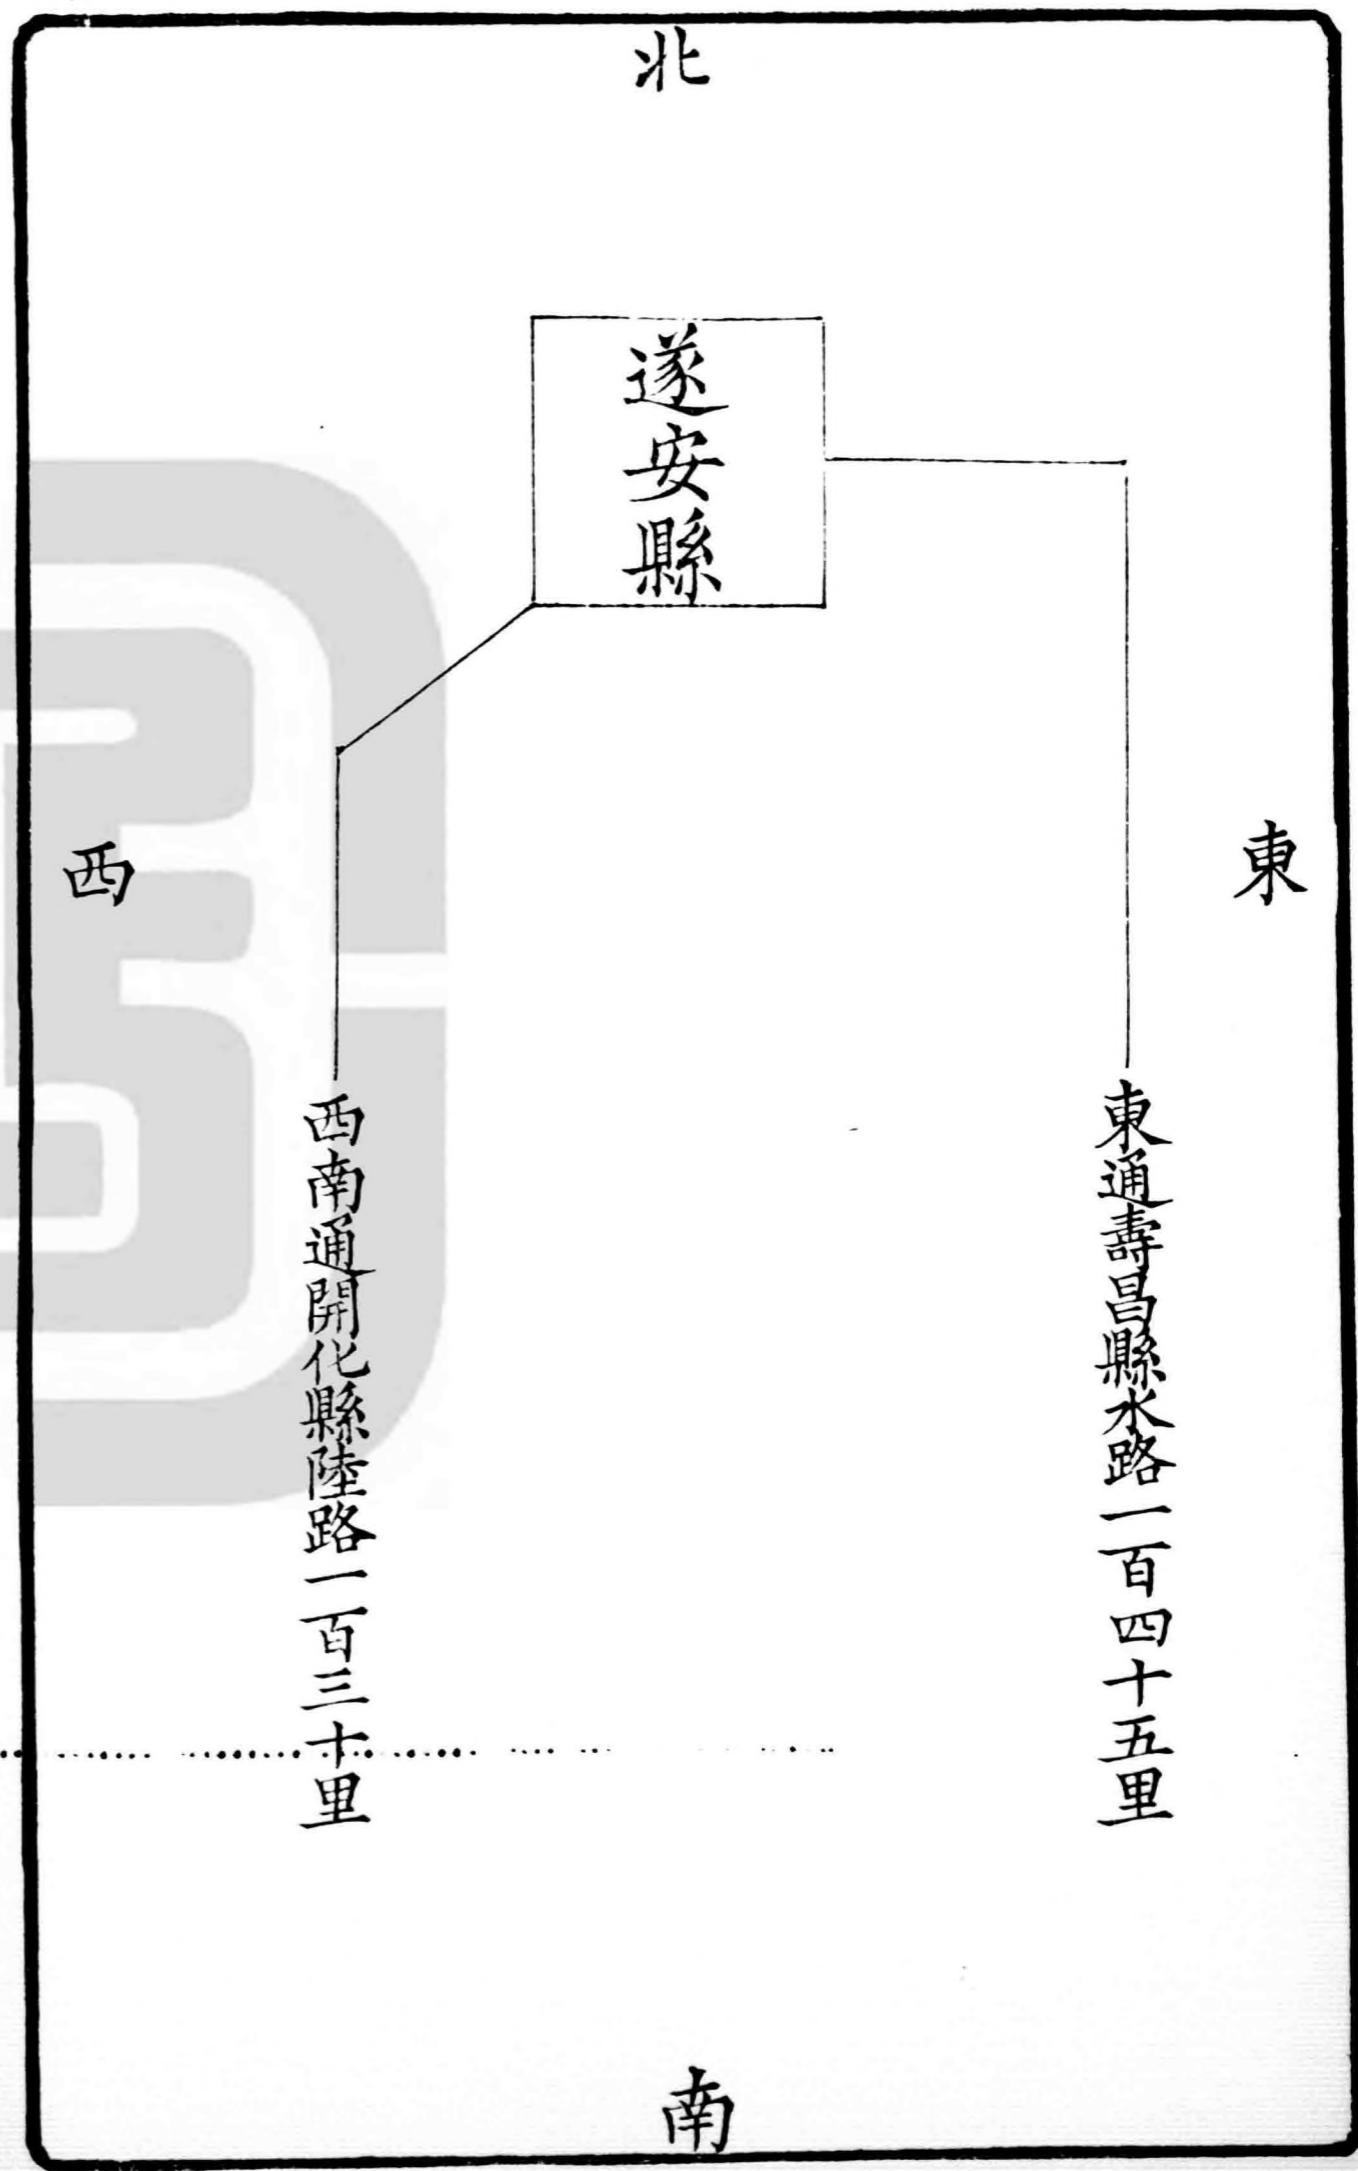 北
遂安縣
東
西
東通壽昌縣水路一百四十五里
西南通開化縣陸路一百三十里
南